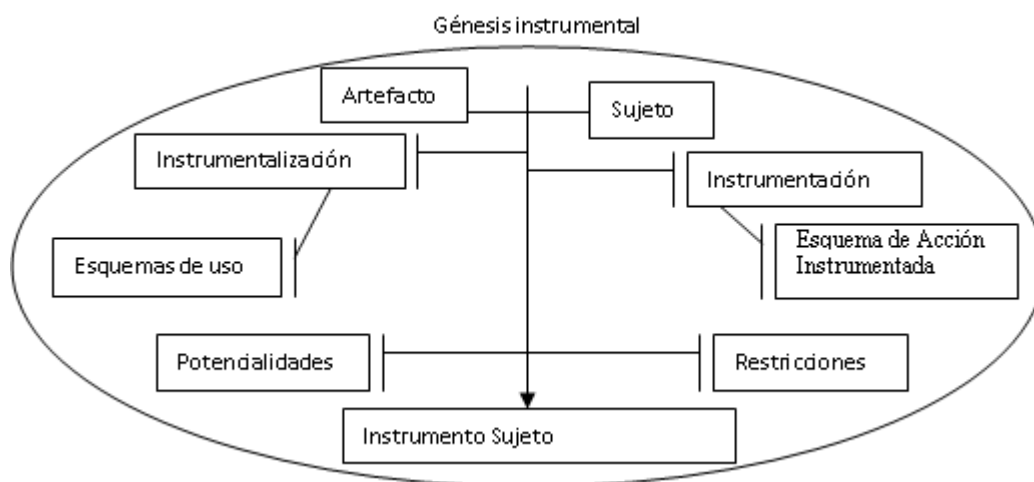 Génesis instrumental
Artefacto
Sujeto
Instrumentalización
Instrumentación
Esquemas de uso
Esquema de Acción
Instrumentada
Potencialidades
Restricciones
Instrumento Sujeto